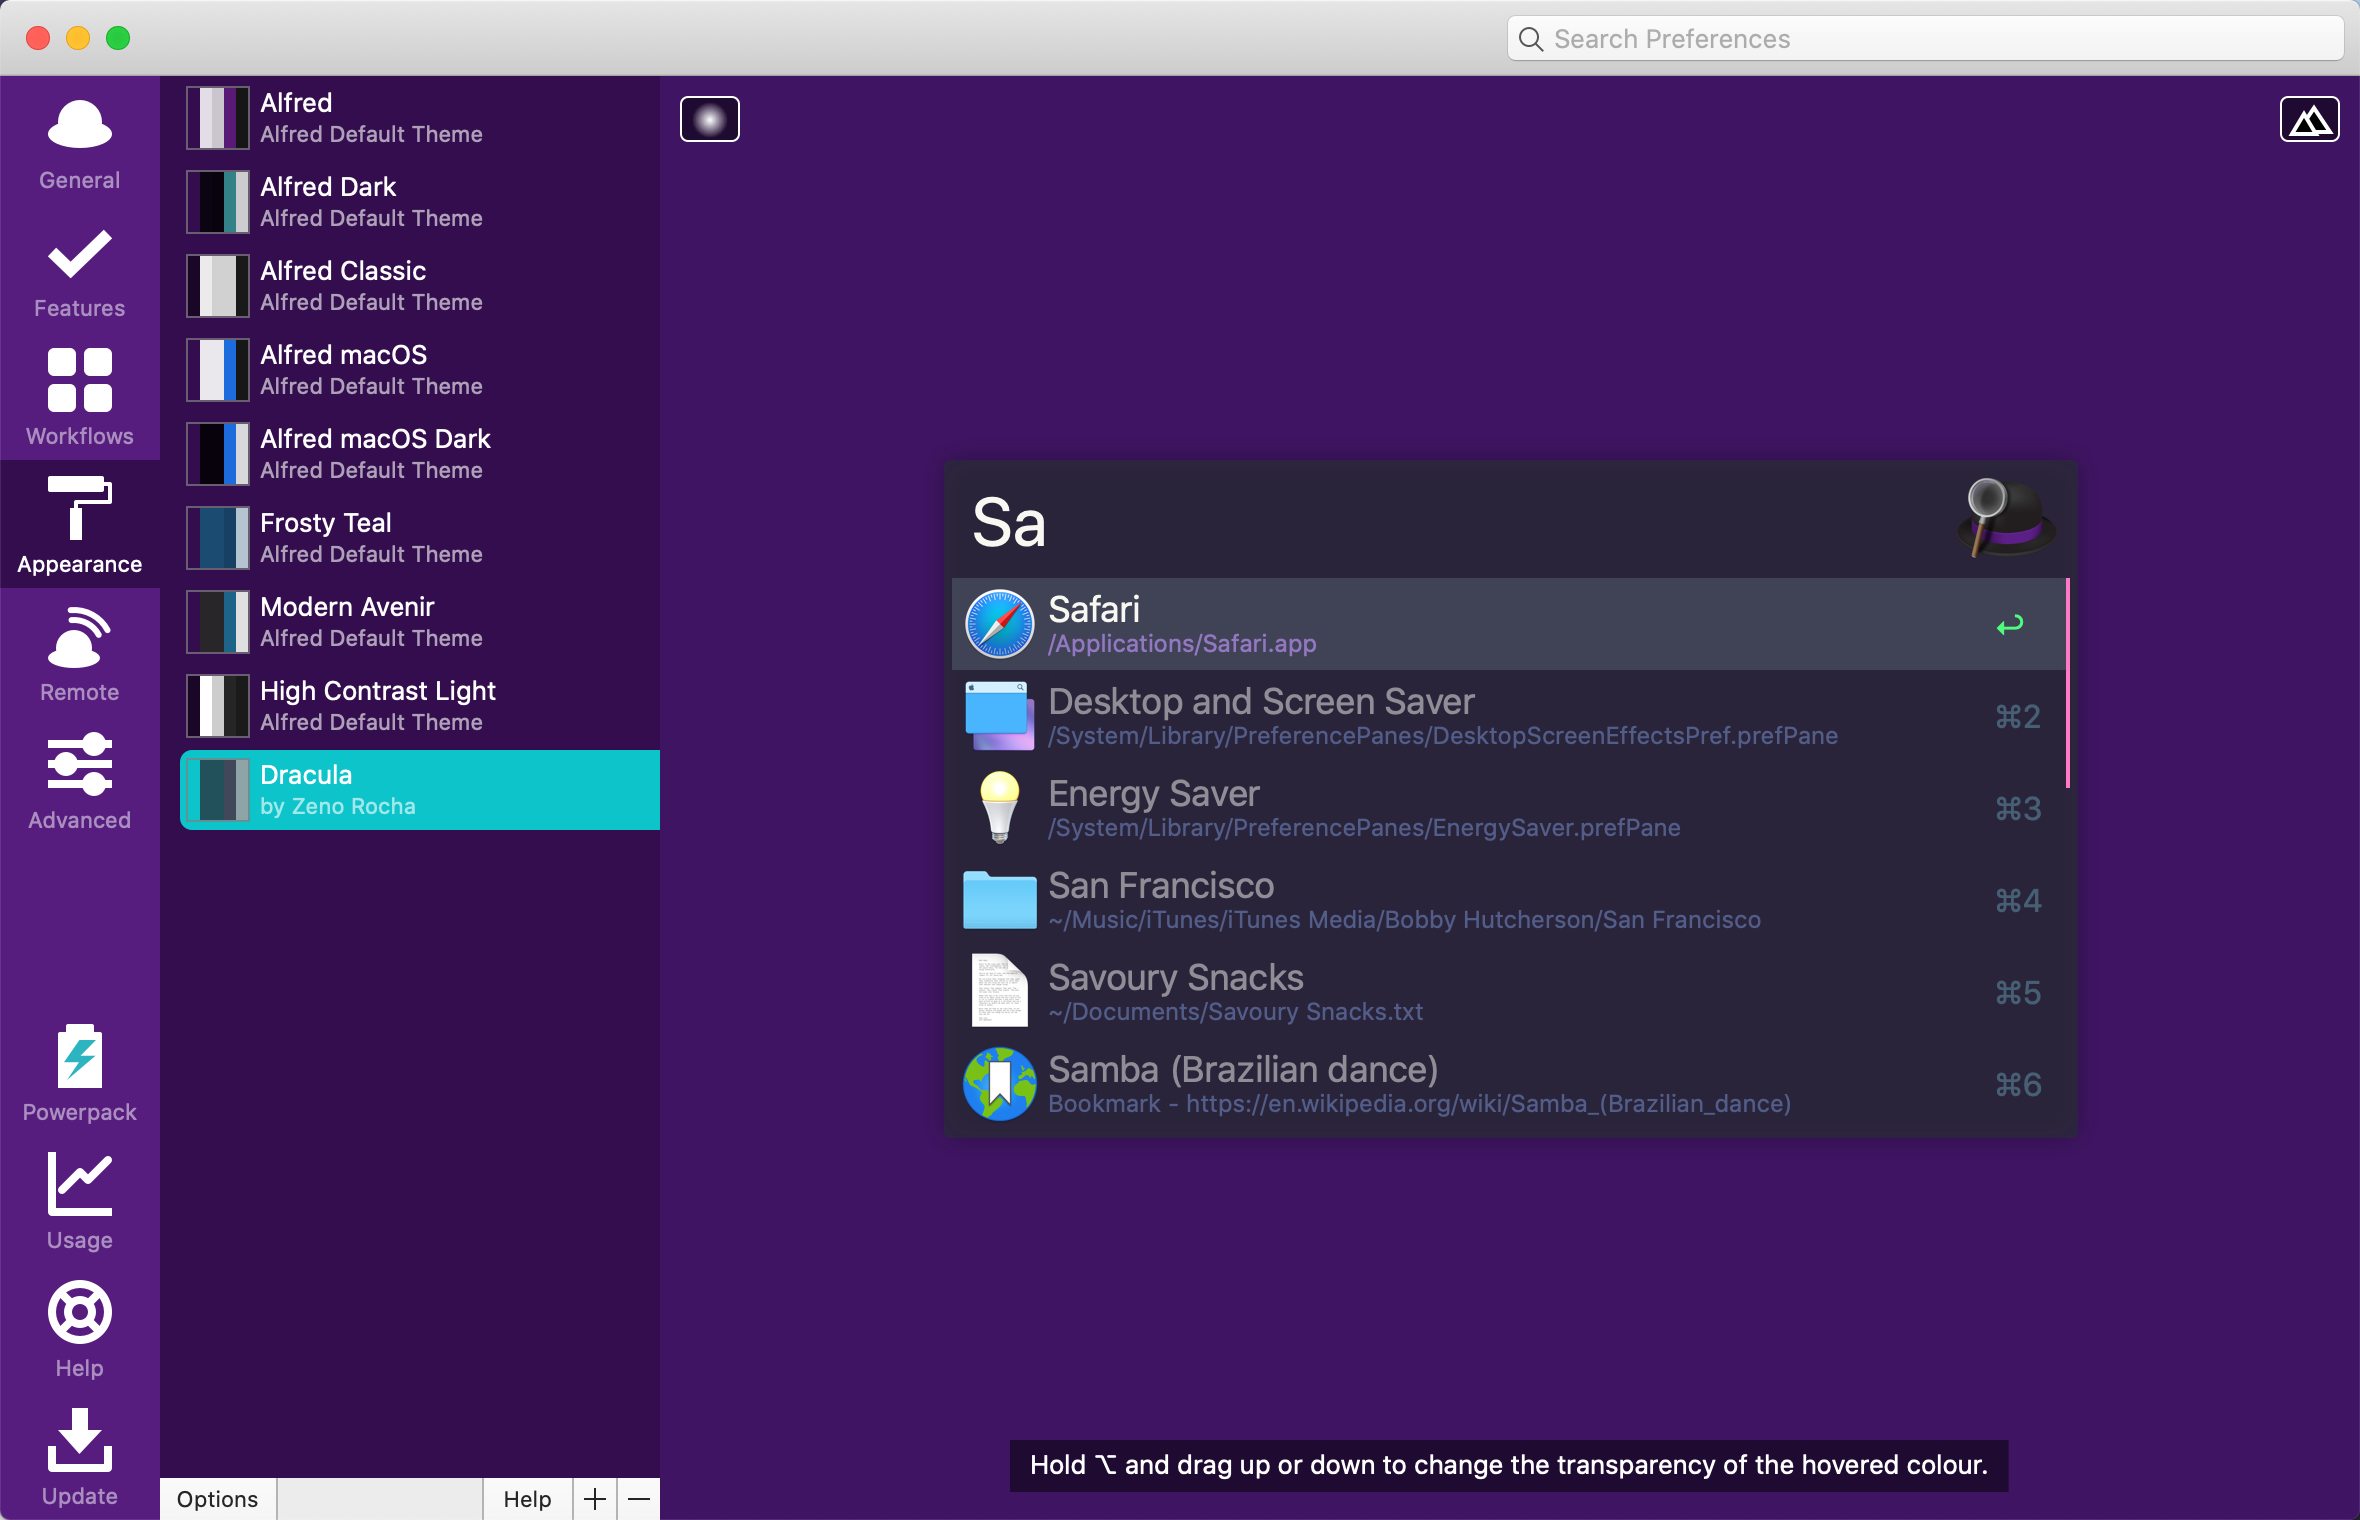 Search Preferences
General
Features
Workflows
Appearance
Remote
Advanced
Powerpack
Usage
Help
Update
Alfred
Alfred Default Theme
Alfred Dark
Alfred Default Theme
Alfred Classic
Alfred Default Theme
Alfred macOS
Alfred Default Theme
Alfred macOS Dark
Alfred Default Theme
Frosty Teal
Alfred Default Theme
Modern Avenir
Alfred Default Theme
High Contrast Light
Alfred Default Theme
Dracula
by Zeno Rocha
Options
Help
Sa
Safari
/Applications/Safari.app
Desktop and Screen Saver
/System/Library/PreferencePanes/DesktopScreenEffectsPref.prefPane
⌘2
Energy Saver
/System/Library/PreferencePanes/EnergySaver.prefPane
⌘3
San Francisco
~/Music/iTunes/iTunes Media/Bobby Hutcherson/San Francisco
⌘4
Savoury Snacks
~/Documents/Savoury Snacks.txt
⌘5
Samba (Brazilian dance)
Bookmark - https://en.wikipedia.org/wiki/Samba_(Brazilian_dance)
⌘6
Hold ⌥ and drag up or down to change the transparency of the hovered colour.